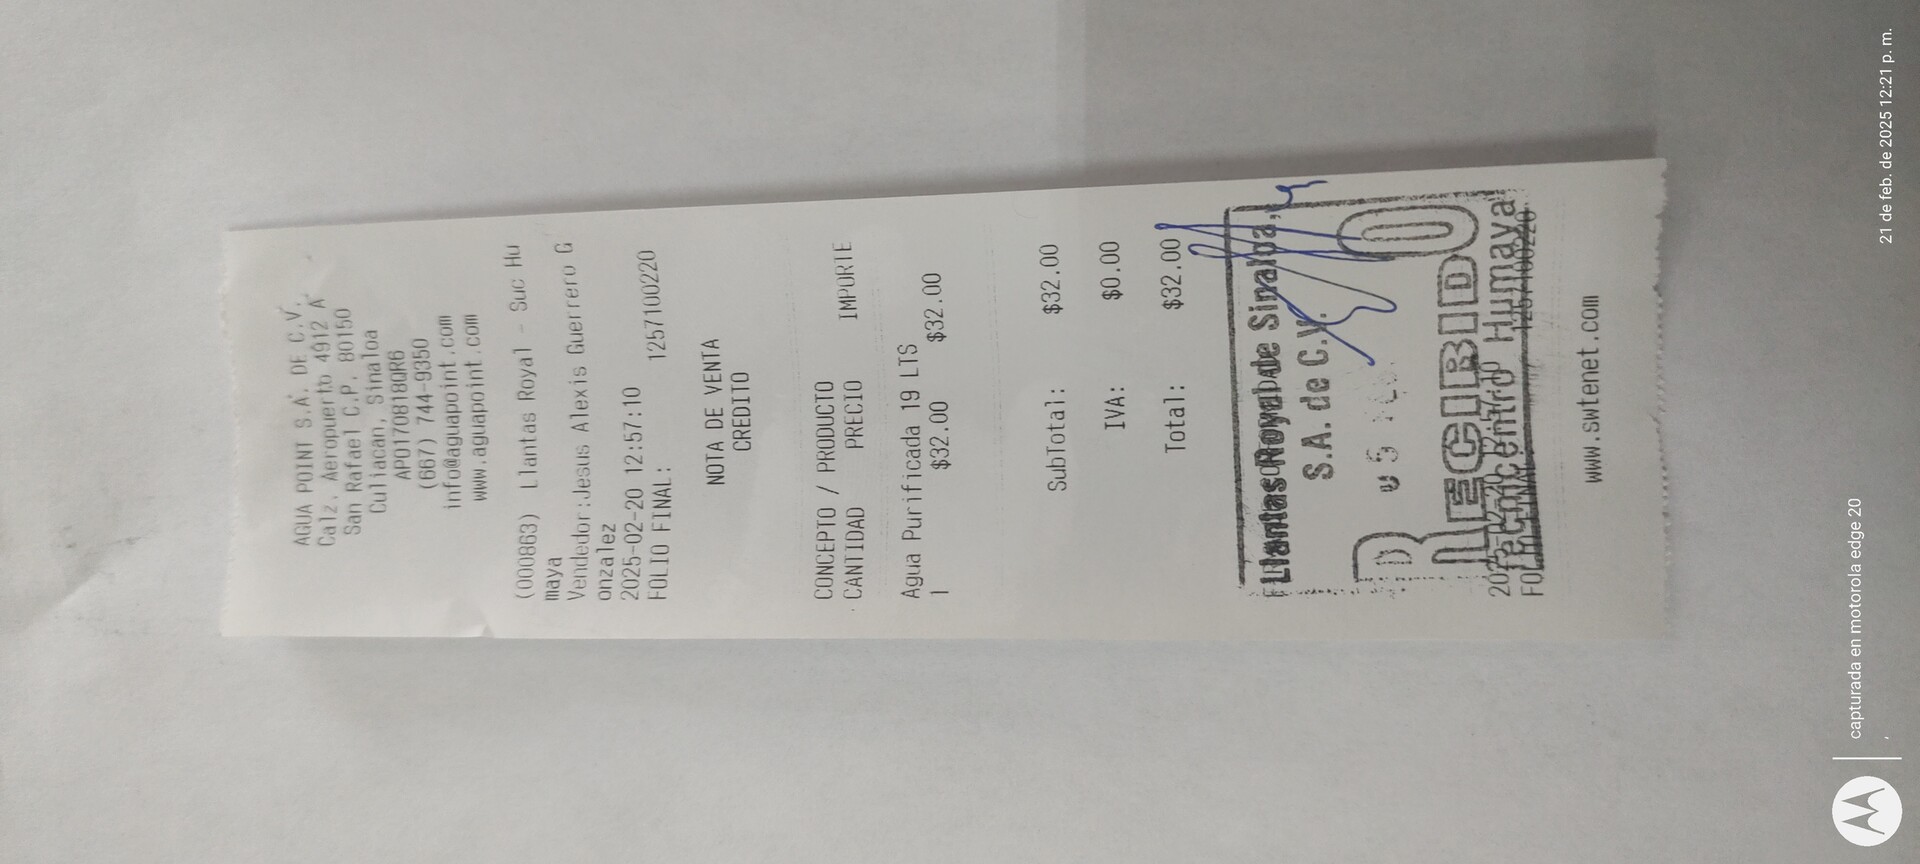 AGUA POINT S.A. DE C.V.
Calz. Aeropuerto 4912 A
San Rafael C.P. 80150
Culiacan, Sinaloa
APO170818QR6
(667) 744-9350
info@aguapoint.com
www.aguapoint.com
(000863) Llantas Royal - Suc Hu
maya
Vendedor:Jesus Alexis Guerrero G
onzalez
2025-02-20 12:57:10
FOLIO FINAL: 1257100220
NOTA DE VENTA
CREDITO
CONCEPTO / PRODUCTO
CANTIDAD PRECIO IMPORTE
Agua Purificada 19 LTS
1 $32.00 $32.00
SubTotal: $32.00
IVA: $0.00
Total: $32.00
Llantas Royal de Sinaloa,
S.A. de C.V.
RECIBIDO
Tecnicentro Humaya
1257100220
www.swtenet.com
capturada en motorola edge 20
21 de feb. de 2025 12:21 p. m.